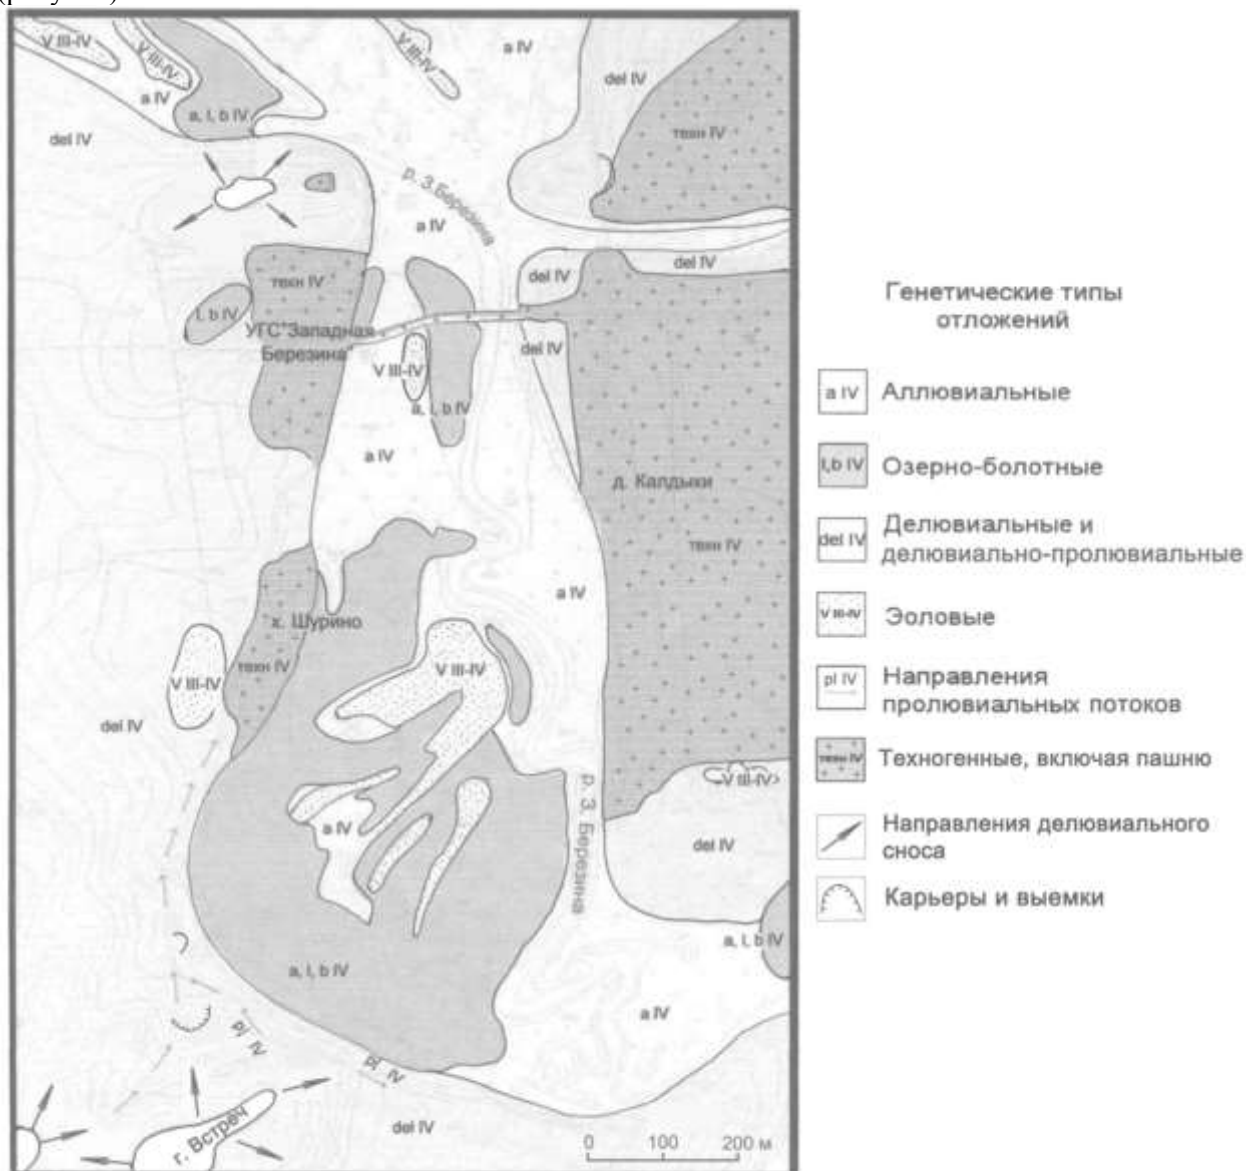 V III-IV
V III-IV
V III-IV
a IV
a IV
del IV
техн IV
a, l, b IV
del IV
р. З.Березина
a IV
del IV
del IV
техн IV
l, b IV
УГС"Западная
Березина"
del IV
V III-IV
a, l, b IV
a IV
д. Калдыки
техн IV
a IV
х. Шурино
техн IV
V III-IV
V III-IV
del IV
V III-IV
р. З. Березина
a IV
del IV
a, l, b IV
a, l, b IV
a IV
pl IV
pl IV
г. Встреч
del IV
0 100 200 м
Генетические типы
отложений
a IV Аллювиальные
l,b IV Озерно-болотные
del IV Делювиальные и
делювиально-пролювиальные
V III-IV Эоловые
pl IV Направления
пролювиальных потоков
техн IV Техногенные, включая пашню
Направления делювиального
сноса
Карьеры и выемки